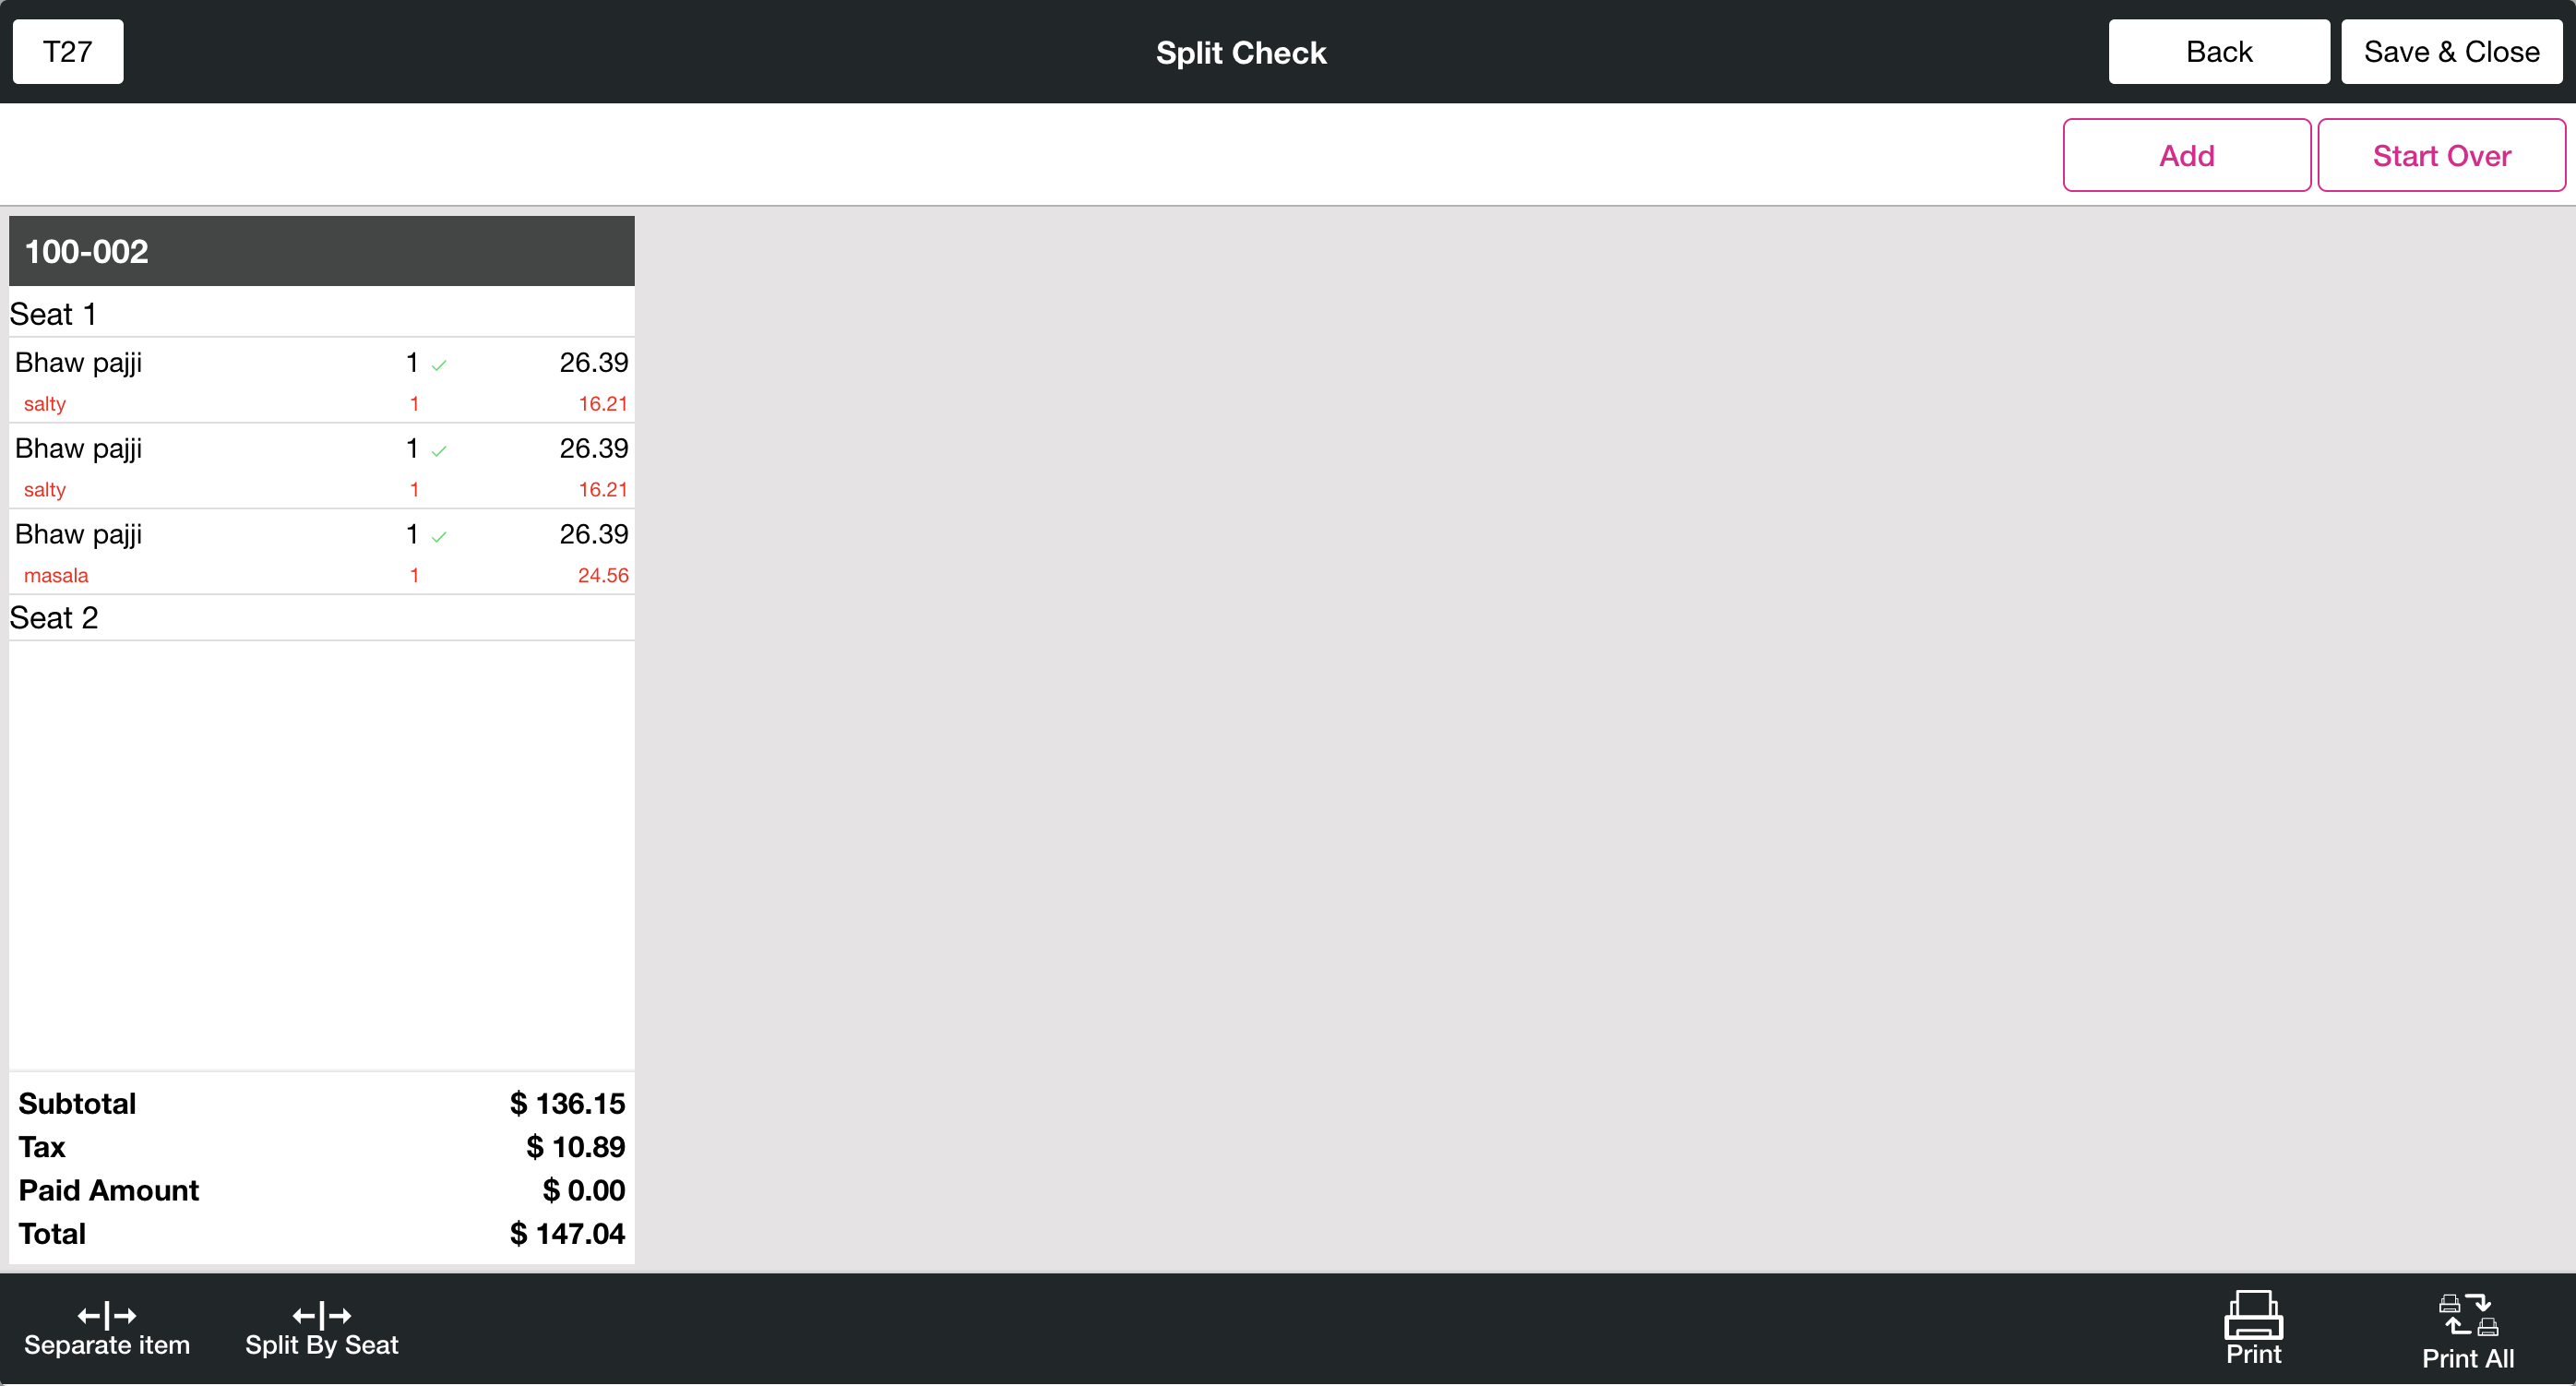 T27 Split Check Back Save & Close
Add Start Over
100-002
Seat 1
Bhaw pajji 1 26.39
salty 1 16.21
Bhaw pajji 1 26.39
salty 1 16.21
Bhaw pajji 1 26.39
masala 1 24.56
Seat 2
Subtotal $ 136.15
Tax $ 10.89
Paid Amount $ 0.00
Total $ 147.04
Separate item Split By Seat Print Print All